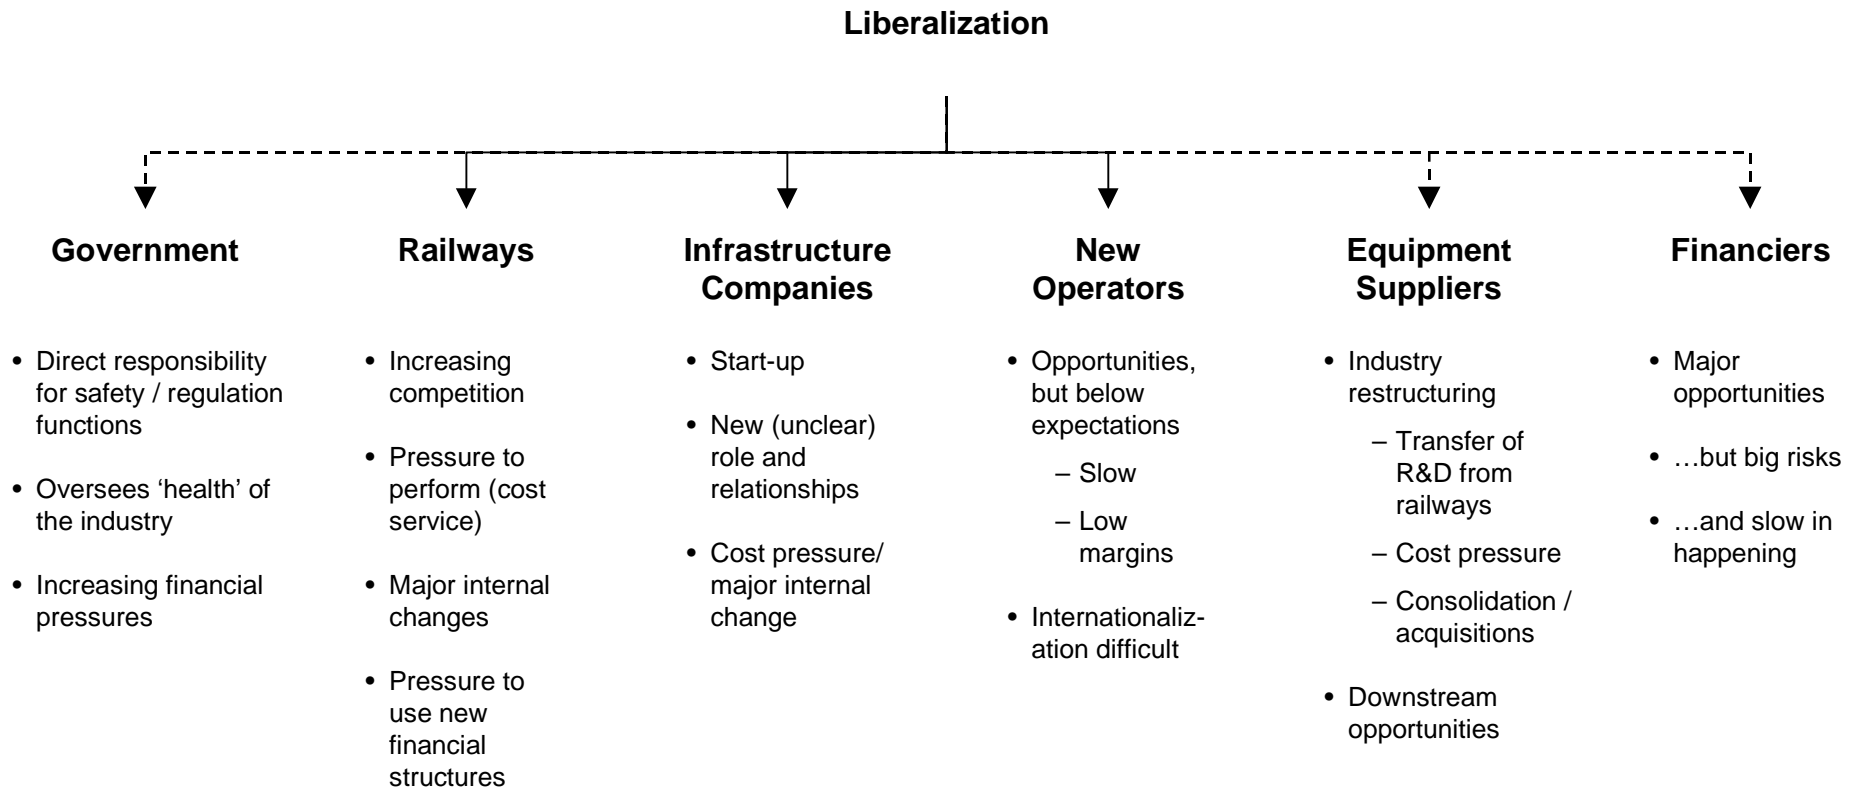 Liberalization
Government
• Direct responsibility
for safety / regulation
functions
• Oversees ‘health’ of
the industry
• Increasing financial
pressures
Railways
• Increasing
competition
• Pressure to
perform (cost
service)
• Major internal
changes
• Pressure to
use new
financial
structures
Infrastructure
Companies
• Start-up
• New (unclear)
role and
relationships
• Cost pressure/
major internal
change
New
Operators
• Opportunities,
but below
expectations
– Slow
– Low
margins
• Internationaliz-
ation difficult
Equipment
Suppliers
• Industry
restructuring
– Transfer of
R&D from
railways
– Cost pressure
– Consolidation /
acquisitions
• Downstream
opportunities
Financiers
• Major
opportunities
• …but big risks
• …and slow in
happening